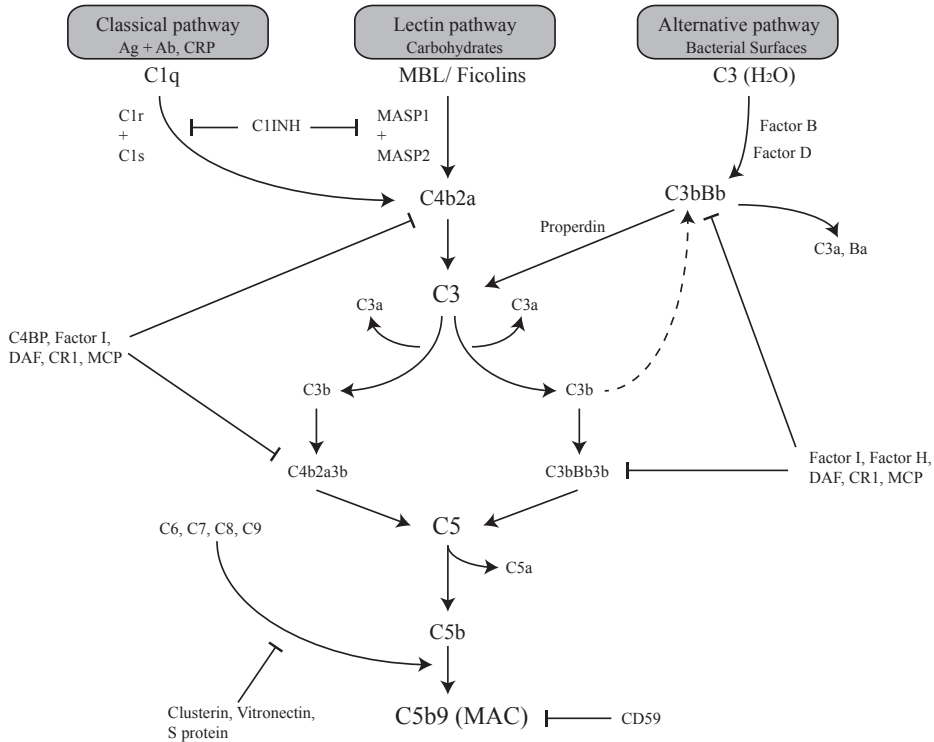 Classical pathway
Ag + Ab, CRP
Lectin pathway
Carbohydrates
Alternative pathway
Bacterial Surfaces
C1q
MBL/ Ficolins
C3 (H₂O)
C1r
+
C1s
C1INH
MASP1
+
MASP2
Factor B
Factor D
C4b2a
C3bBb
Properdin
C3a, Ba
C3
C3a
C3a
C4BP, Factor I,
DAF, CR1, MCP
C3b
C3b
Factor I, Factor H,
DAF, CR1, MCP
C4b2a3b
C3bBb3b
C6, C7, C8, C9
C5
C5a
C5b
Clusterin, Vitronectin,
S protein
C5b9 (MAC)
CD59